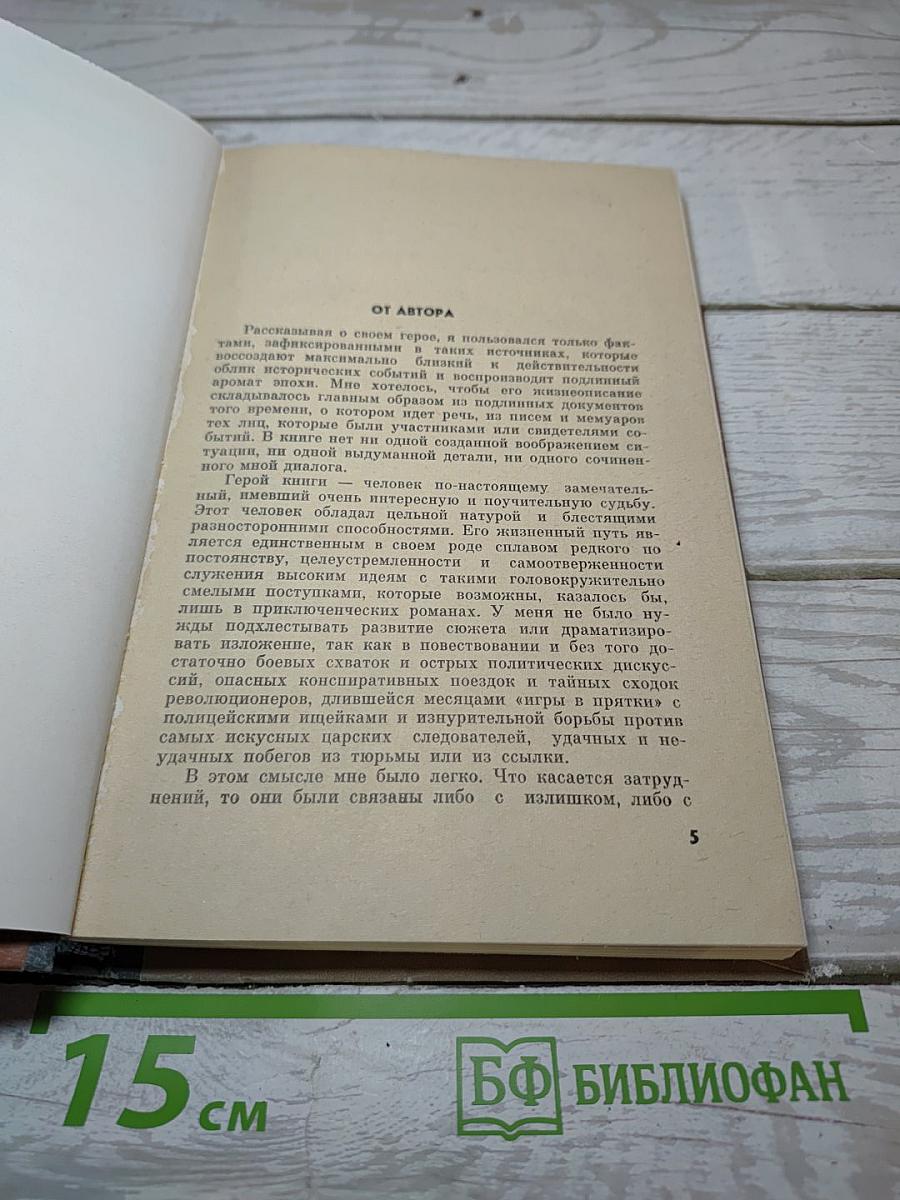 ОТ АВТОРА
Рассказывая о своем герое, я пользовался только фак-
тами, зафиксированными в таких источниках, которые
воссоздают максимально близкий к действительности
облик исторических событий и воспроизводят подлинный
аромат эпохи. Мне хотелось, чтобы его жизнеописание
складывалось главным образом из подлинных документов
того времени, о котором идет речь, из писем и мемуаров
тех лиц, которые были участниками или свидетелями со-
бытий. В книге нет ни одной созданной воображением си-
туации, ни одной выдуманной детали, ни одного сочинен-
ного мной диалога.
Герой книги — человек по-настоящему замечатель-
ный, имевший очень интересную и поучительную судьбу.
Этот человек обладал цельной натурой и блестящими
разносторонними способностями. Его жизненный путь яв-
ляется единственным в своем роде сплавом редкого по
постоянству, целеустремленности и самоотверженности
служения высоким идеям с такими головокружительно
смелыми поступками, которые возможны, казалось бы,
лишь в приключенческих романах. У меня не было ну-
жды подхлестывать развитие сюжета или драматизиро-
вать изложение, так как в повествовании и без того до-
статочно боевых схваток и острых политических дискус-
сий, опасных конспиративных поездок и тайных сходок
революционеров, длившейся месяцами «игры в прятки» с
полицейскими ищейками и изнурительной борьбы против
самых искусных царских следователей, удачных и не-
удачных побегов из тюрьмы или из ссылки.
В этом смысле мне было легко. Что касается затруд-
нений, то они были связаны либо с излишком, либо с
5
15 см
БФ БИБЛИОФАН